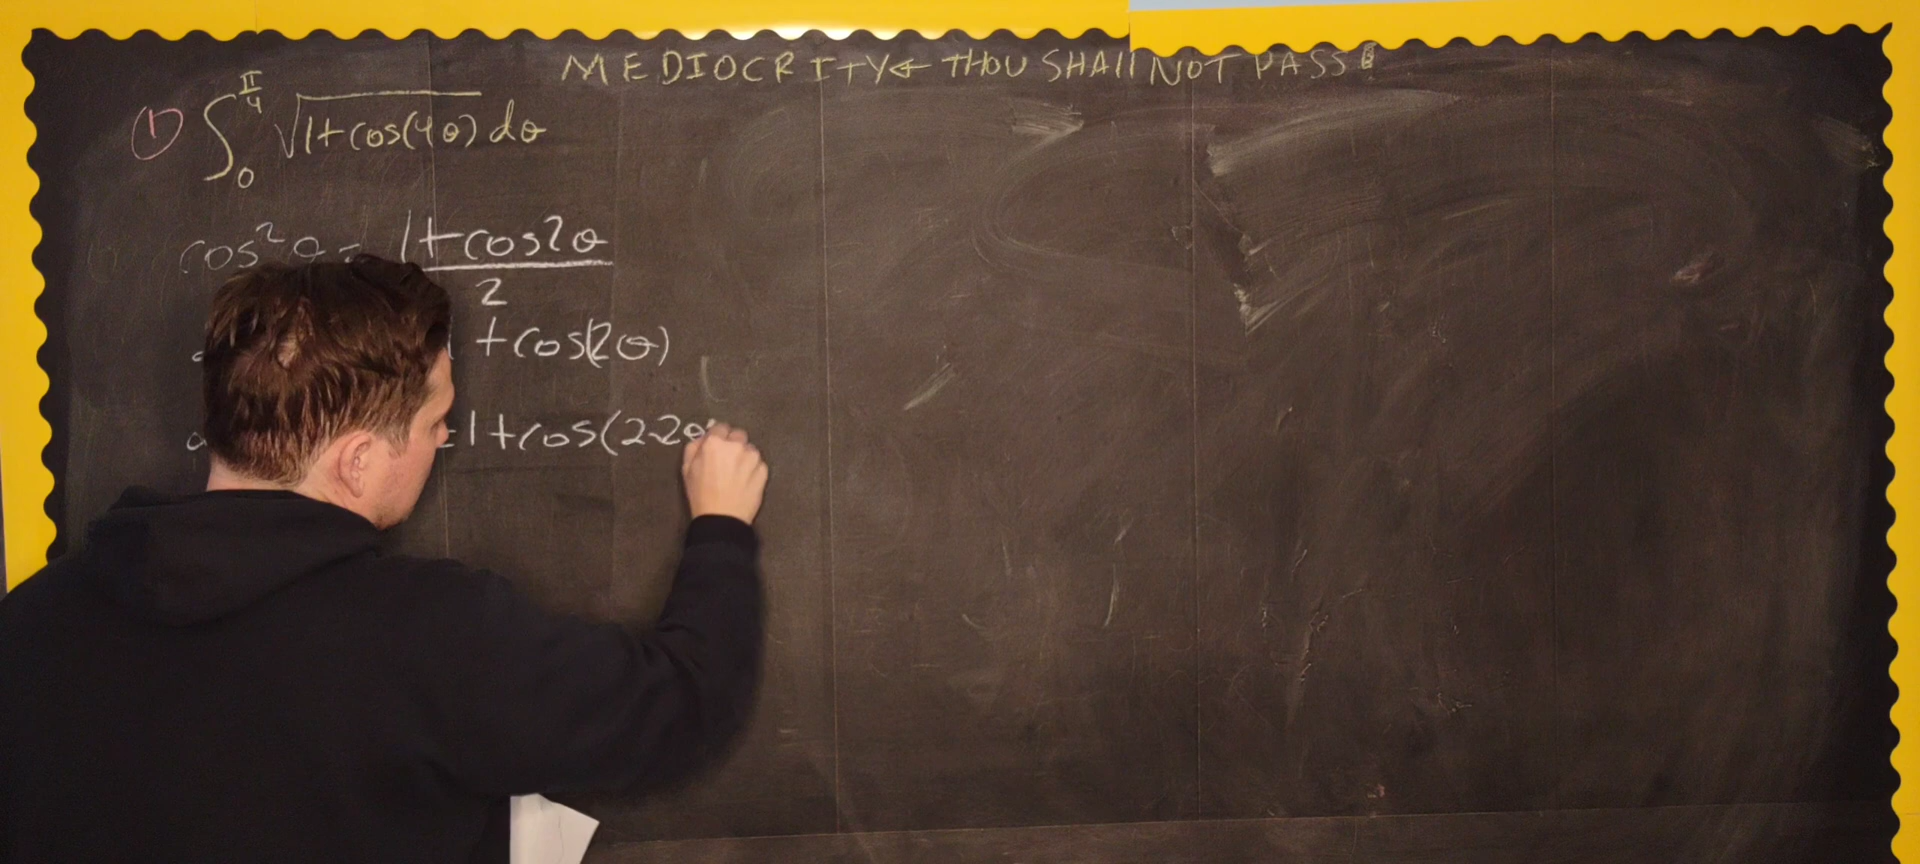 MEDIOCRITY← THOU SHAll NOT PASS!
① ∫₀^(π/4) √(1+cos(4θ)) dθ
cos²θ = (1+cos2θ)/2
+cos(2θ)
=1+cos(2·2θ